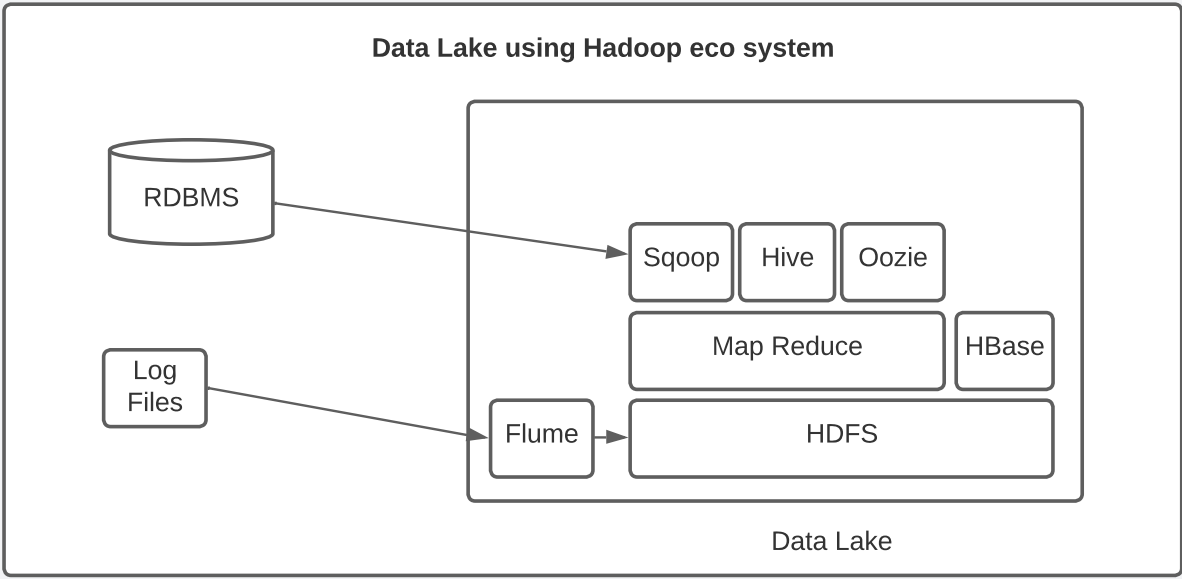 Data Lake using Hadoop eco system
RDBMS
Sqoop
Hive
Oozie
Map Reduce
HBase
Log
Files
Flume
HDFS
Data Lake